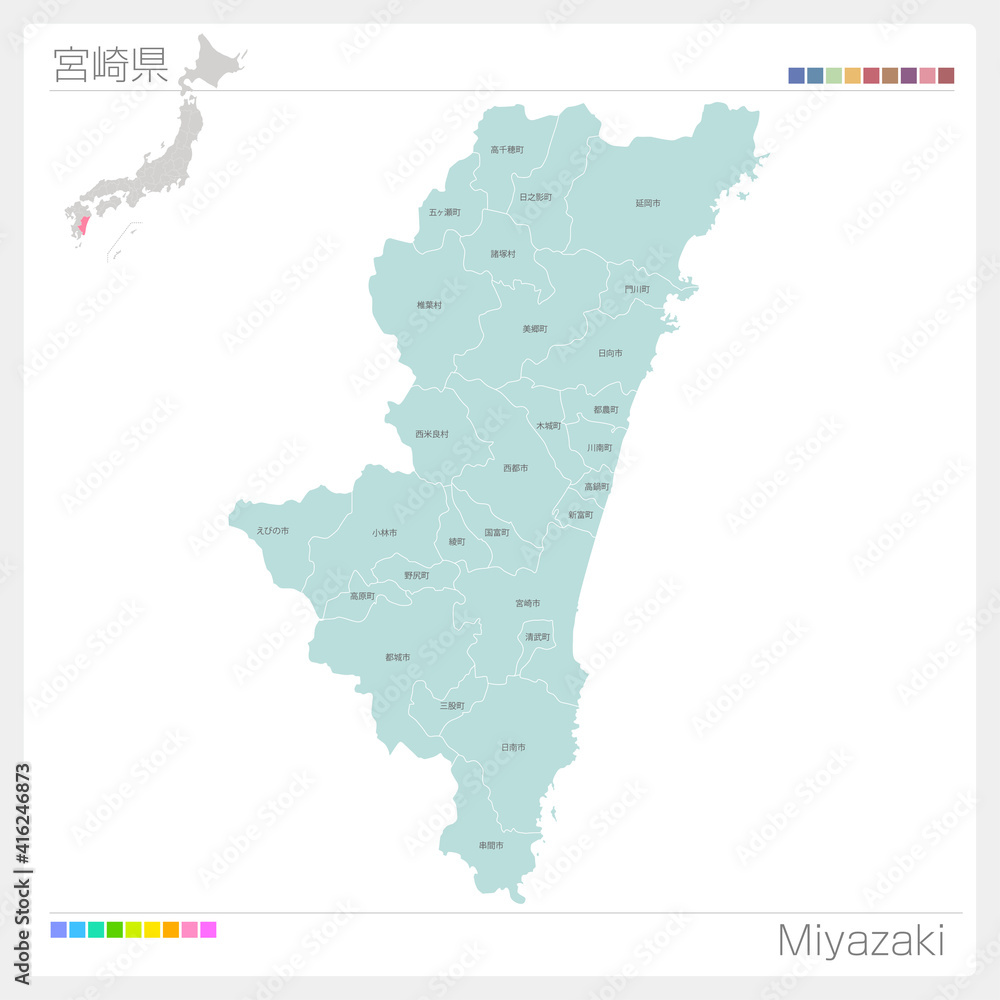 宮崎県
高千穂町
日之影町
延岡市
五ヶ瀬町
諸塚村
門川町
椎葉村
美郷町
日向市
都農町
木城町
西米良村
川南町
西都市
高鍋町
新富町
えびの市
小林市
国富町
綾町
野尻町
高原町
宮崎市
清武町
都城市
三股町
日南市
串間市
Miyazaki
Adobe Stock | #416246873